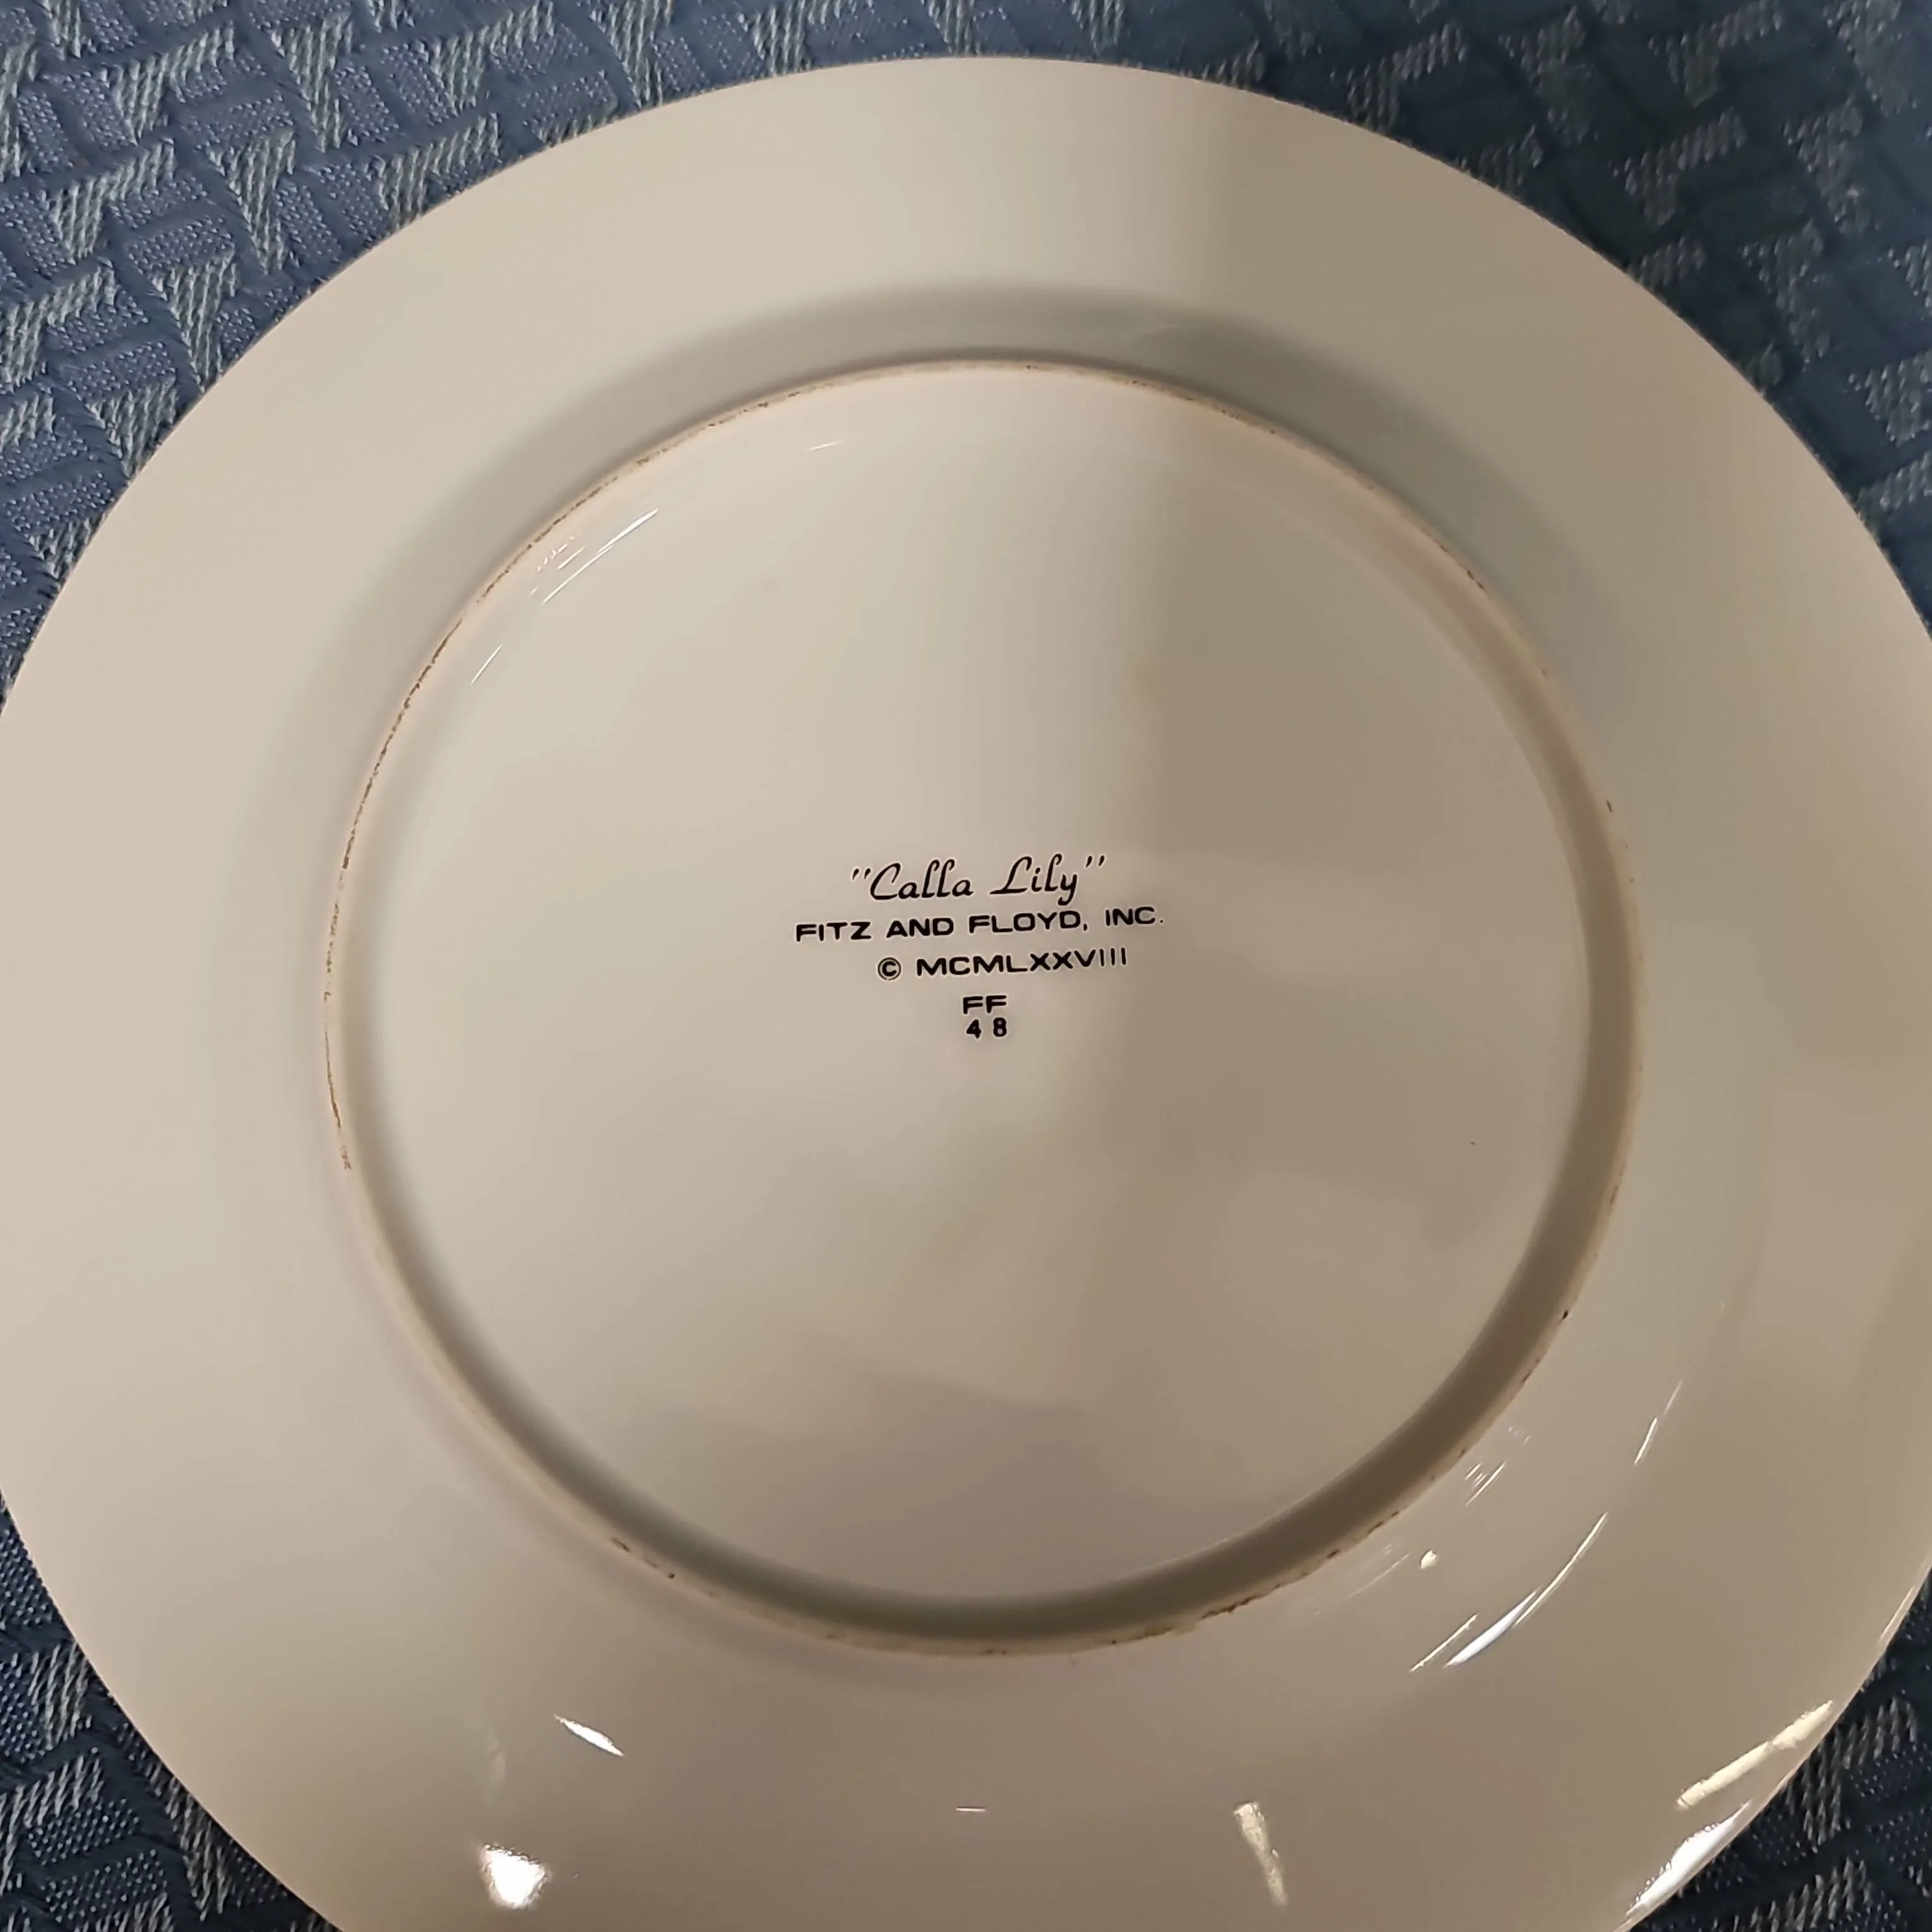 "Calla Lily"
FITZ AND FLOYD, INC.
© MCMLXXVIII
FF
48